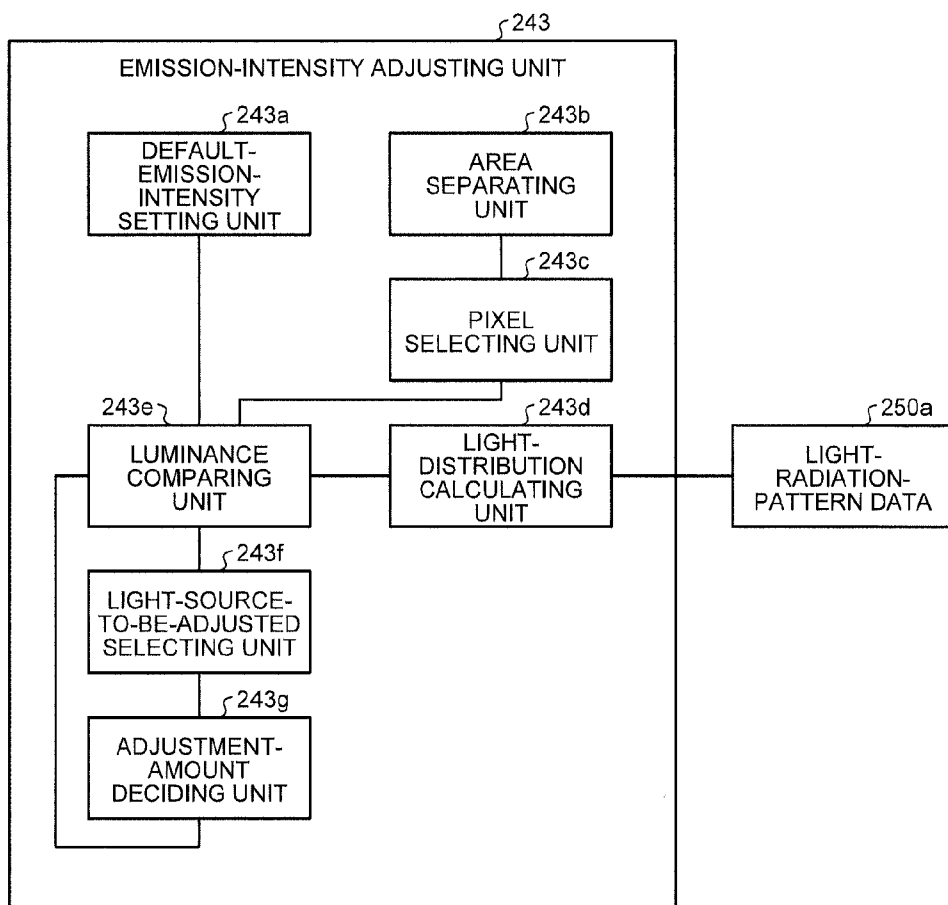 243
EMISSION-INTENSITY ADJUSTING UNIT
243a
DEFAULT-
EMISSION-
INTENSITY
SETTING UNIT
243b
AREA
SEPARATING
UNIT
243c
PIXEL
SELECTING UNIT
243e
LUMINANCE
COMPARING
UNIT
243d
LIGHT-
DISTRIBUTION
CALCULATING
UNIT
250a
LIGHT-
RADIATION-
PATTERN DATA
243f
LIGHT-SOURCE-
TO-BE-ADJUSTED
SELECTING UNIT
243g
ADJUSTMENT-
AMOUNT
DECIDING UNIT